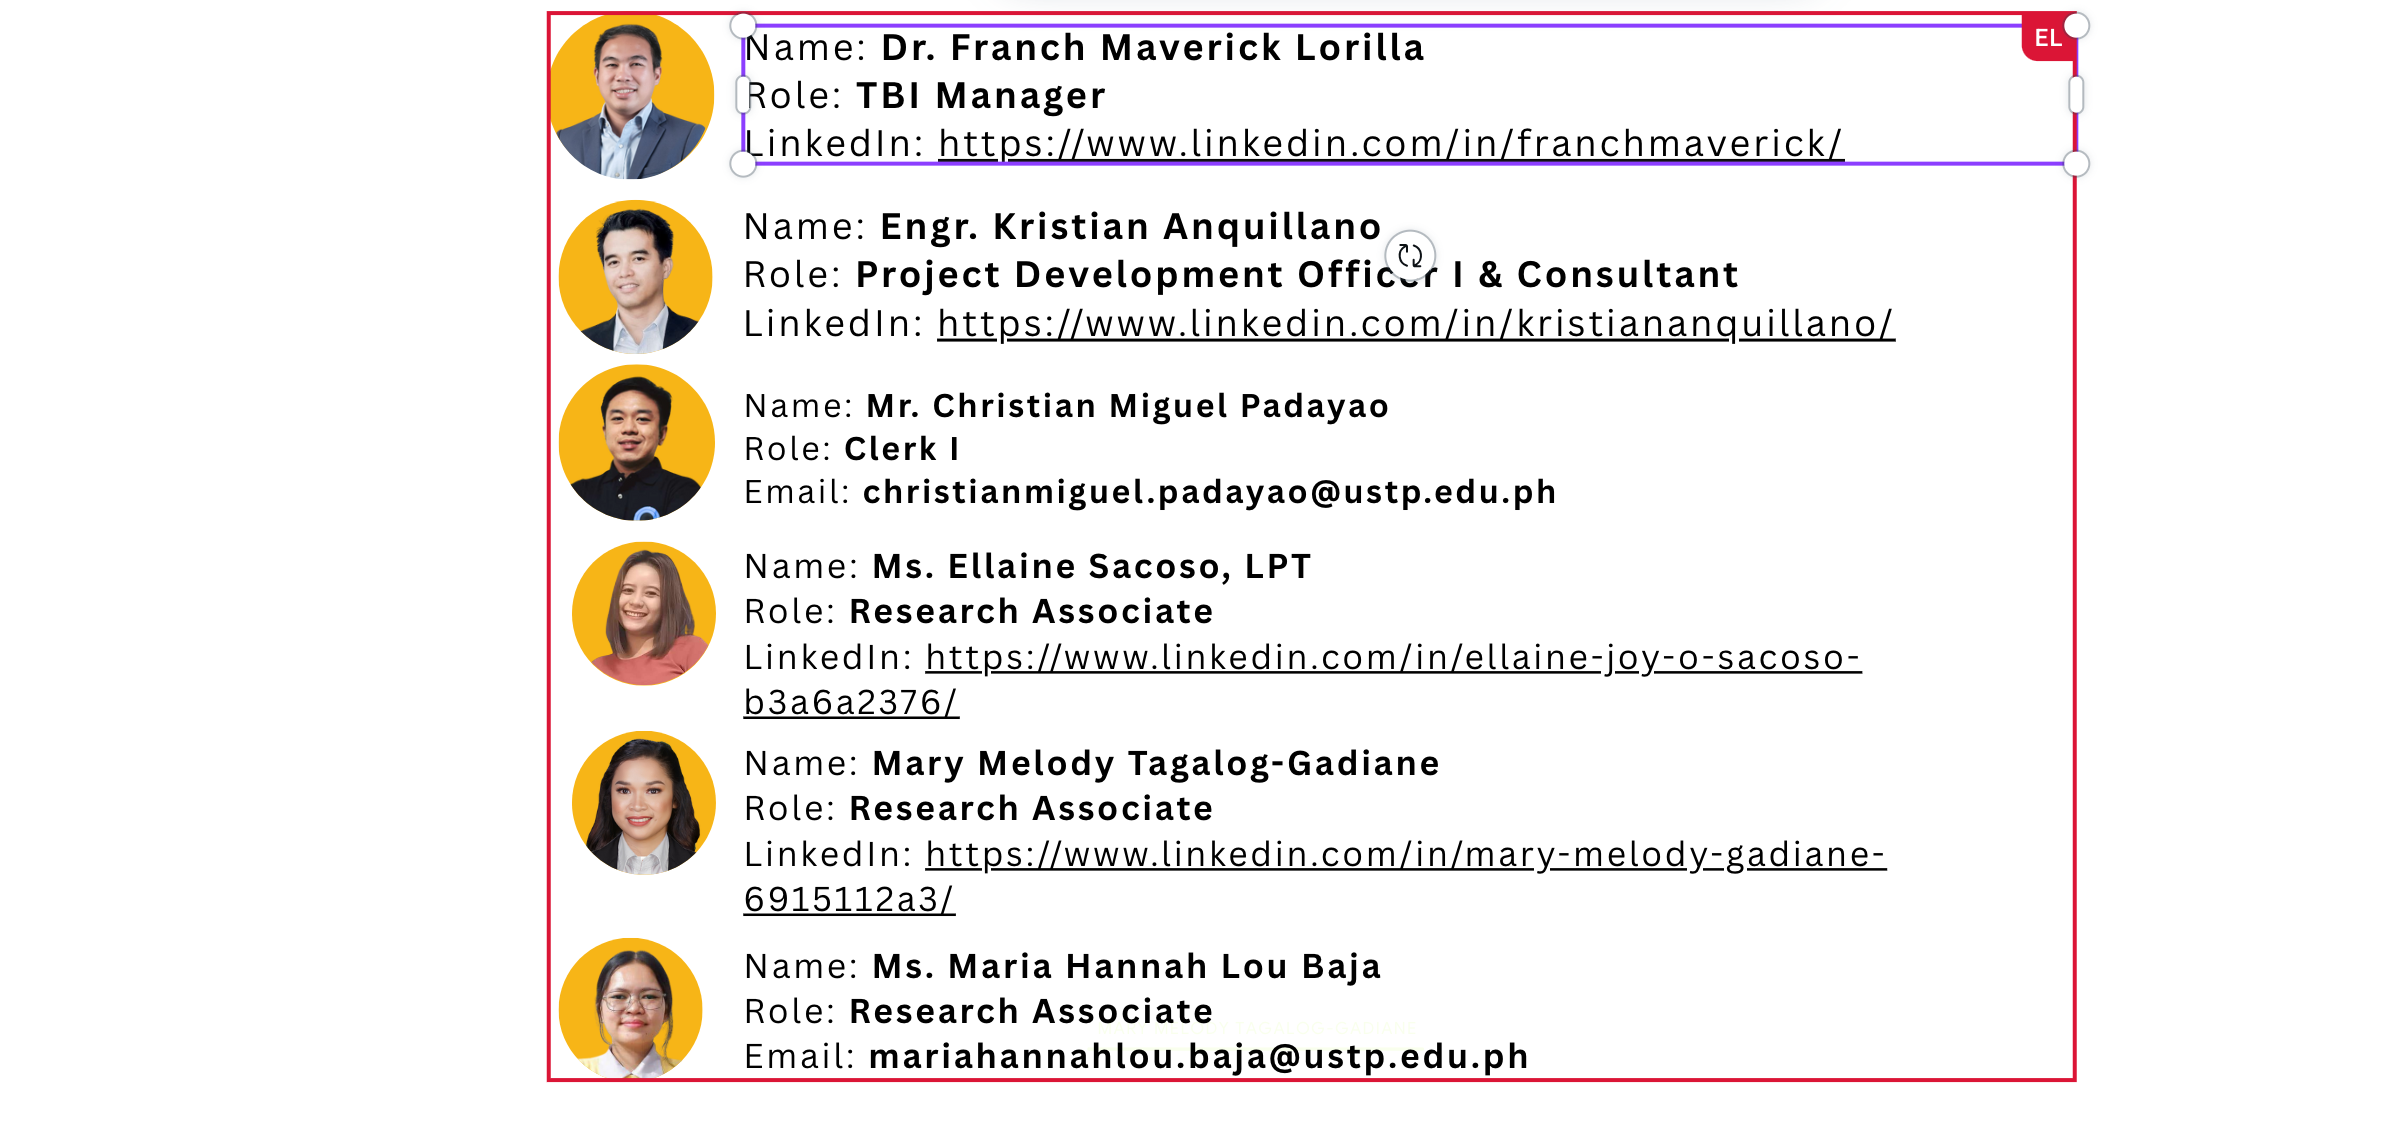 EL
Name: Dr. Franch Maverick Lorilla
Role: TBI Manager
LinkedIn: https://www.linkedin.com/in/franchmaverick/
Name: Engr. Kristian Anquillano
Role: Project Development Officer I & Consultant
LinkedIn: https://www.linkedin.com/in/kristiananquillano/
Name: Mr. Christian Miguel Padayao
Role: Clerk I
Email: christianmiguel.padayao@ustp.edu.ph
Name: Ms. Ellaine Sacoso, LPT
Role: Research Associate
LinkedIn: https://www.linkedin.com/in/ellaine-joy-o-sacoso-
b3a6a2376/
Name: Mary Melody Tagalog-Gadiane
Role: Research Associate
LinkedIn: https://www.linkedin.com/in/mary-melody-gadiane-
6915112a3/
Name: Ms. Maria Hannah Lou Baja
Role: Research Associate
Email: mariahannahlou.baja@ustp.edu.ph